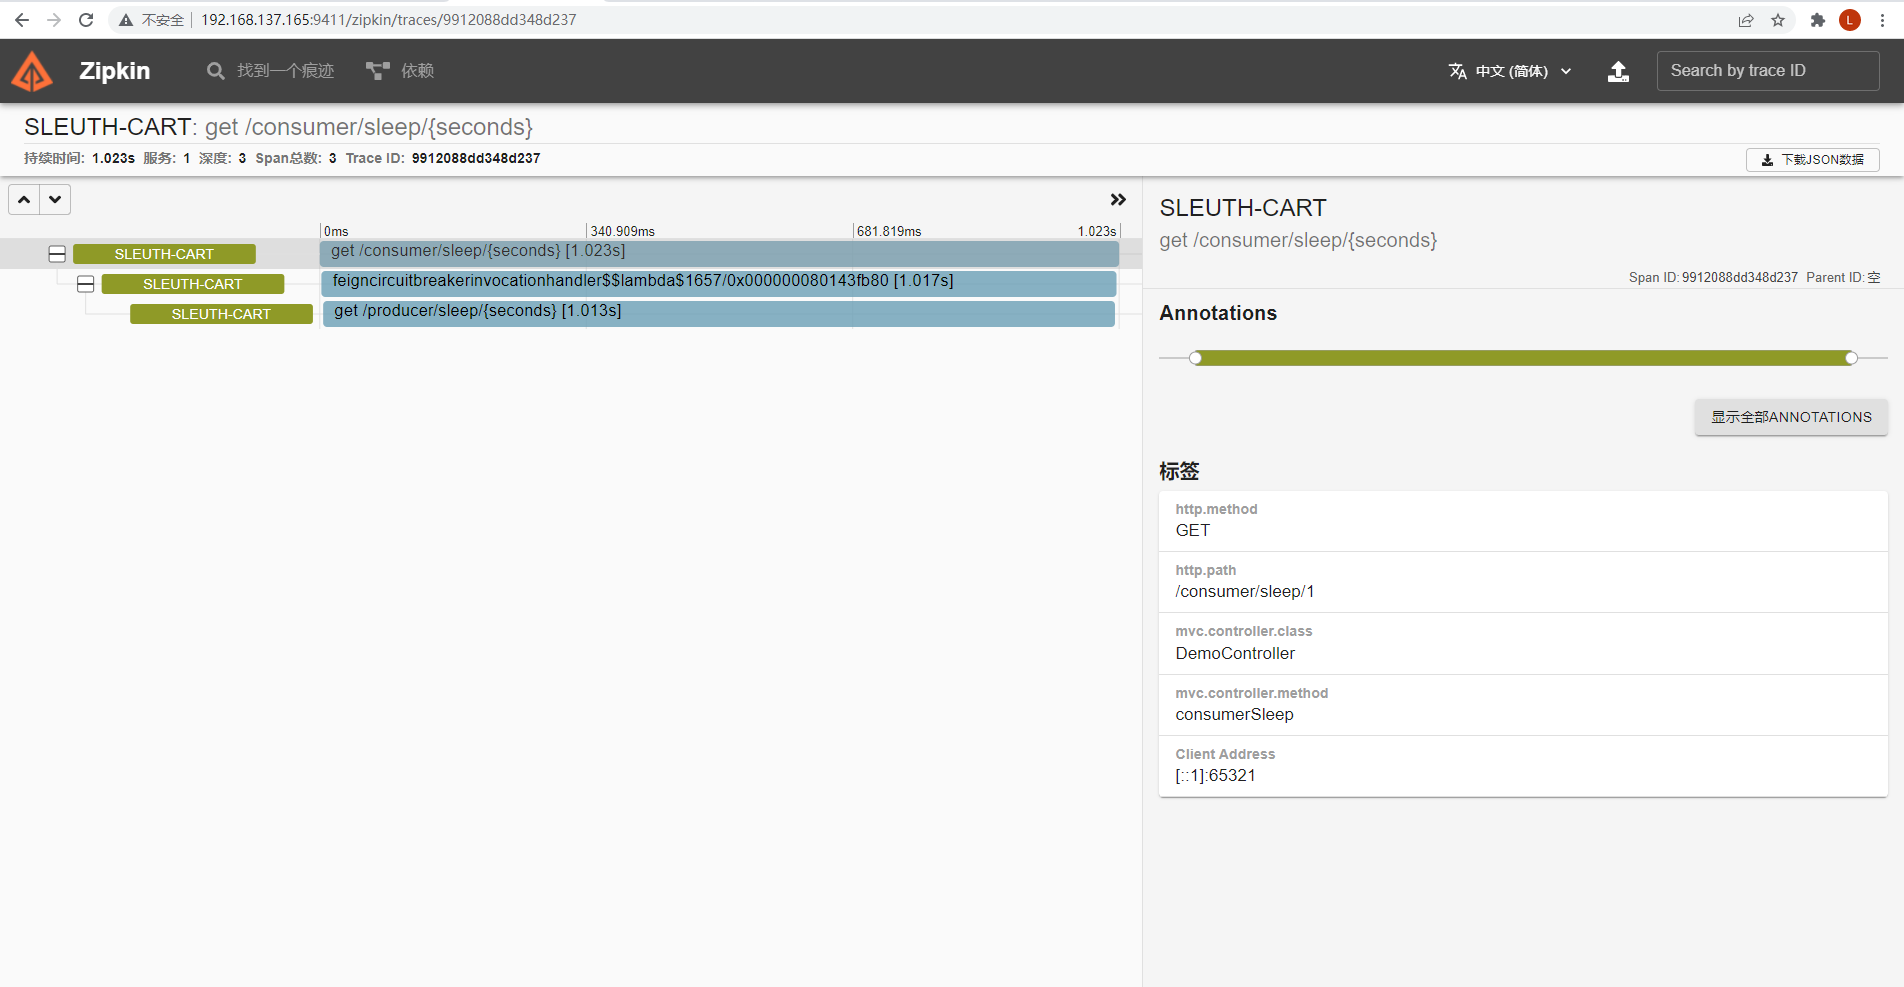 不安全 192.168.137.165:9411/zipkin/traces/9912088dd348d237 L
Zipkin 找到一个痕迹 依赖 中文 (简体) Search by trace ID
SLEUTH-CART: get /consumer/sleep/{seconds}
持续时间: 1.023s 服务: 1 深度: 3 Span总数: 3 Trace ID: 9912088dd348d237 下载JSON数据
0ms 340.909ms 681.819ms 1.023s
SLEUTH-CART get /consumer/sleep/{seconds} [1.023s]
SLEUTH-CART feigncircuitbreakerinvocationhandler$$lambda$1657/0x000000080143fb80 [1.017s]
SLEUTH-CART get /producer/sleep/{seconds} [1.013s]
SLEUTH-CART
get /consumer/sleep/{seconds}
Span ID: 9912088dd348d237 Parent ID: 空
Annotations
显示全部ANNOTATIONS
标签
http.method
GET
http.path
/consumer/sleep/1
mvc.controller.class
DemoController
mvc.controller.method
consumerSleep
Client Address
[::1]:65321